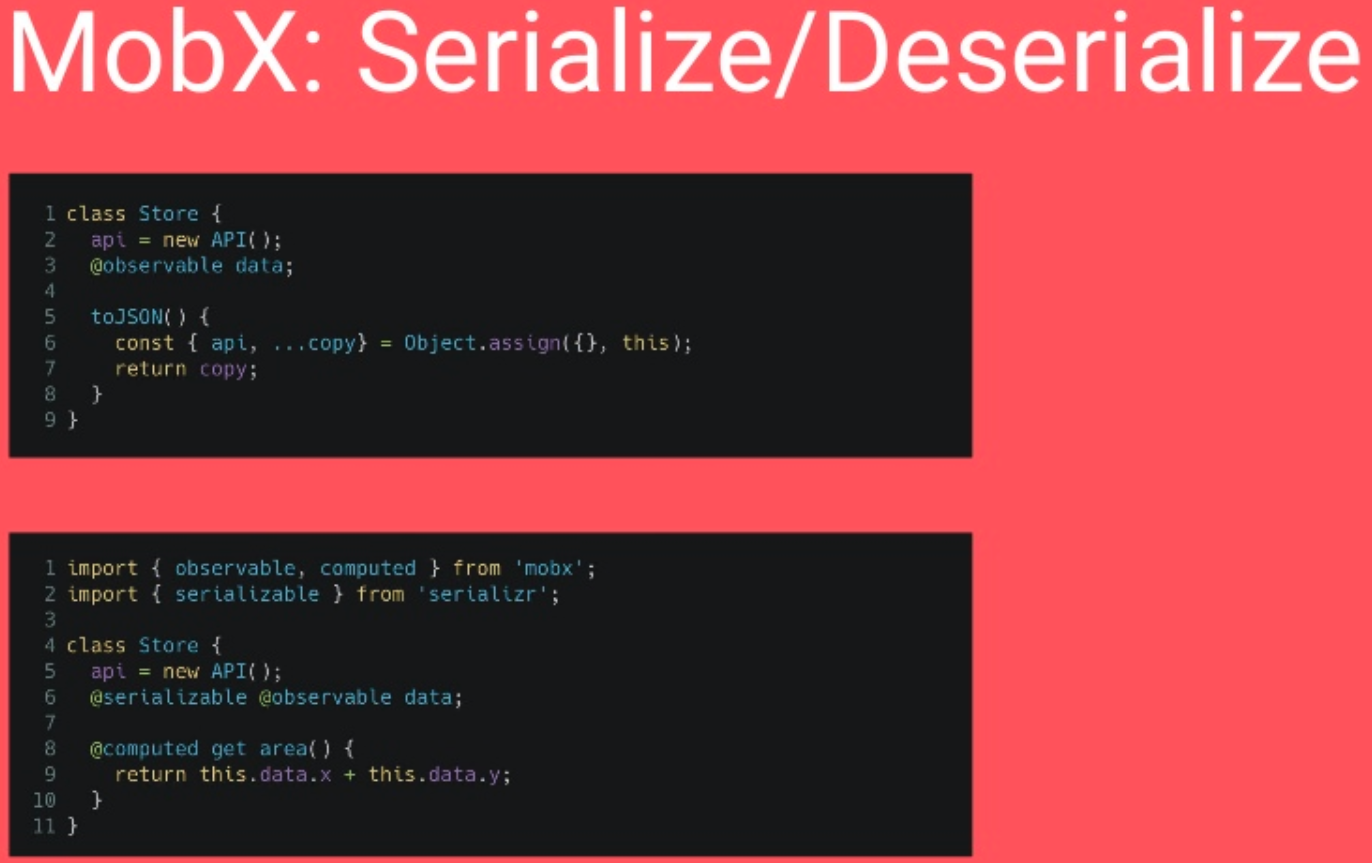 MobX: Serialize/Deserialize
1 class Store {
2   api = new API();
3   @observable data;
4
5   toJSON() {
6     const { api, ...copy} = Object.assign({}, this);
7     return copy;
8   }
9 }
1 import { observable, computed } from 'mobx';
2 import { serializable } from 'serializr';
3
4 class Store {
5   api = new API();
6   @serializable @observable data;
7
8   @computed get area() {
9     return this.data.x + this.data.y;
10   }
11 }